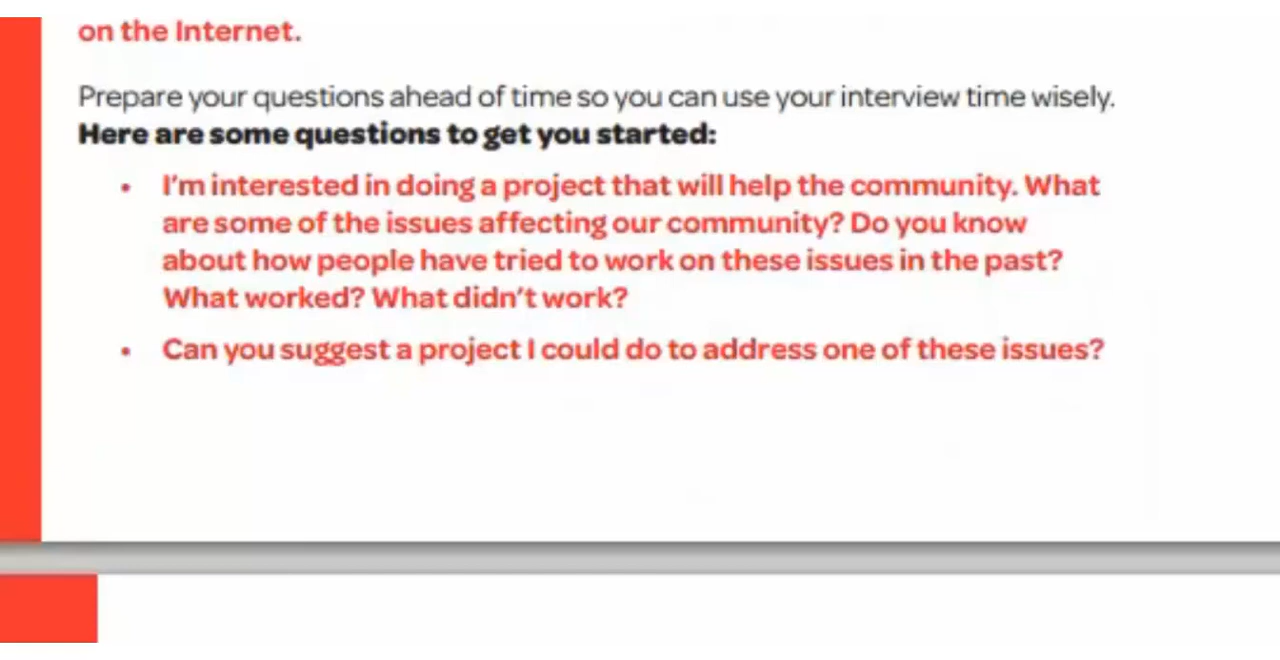 on the Internet.
Prepare your questions ahead of time so you can use your interview time wisely.
Here are some questions to get you started:
• I'm interested in doing a project that will help the community. What
are some of the issues affecting our community? Do you know
about how people have tried to work on these issues in the past?
What worked? What didn't work?
• Can you suggest a project I could do to address one of these issues?